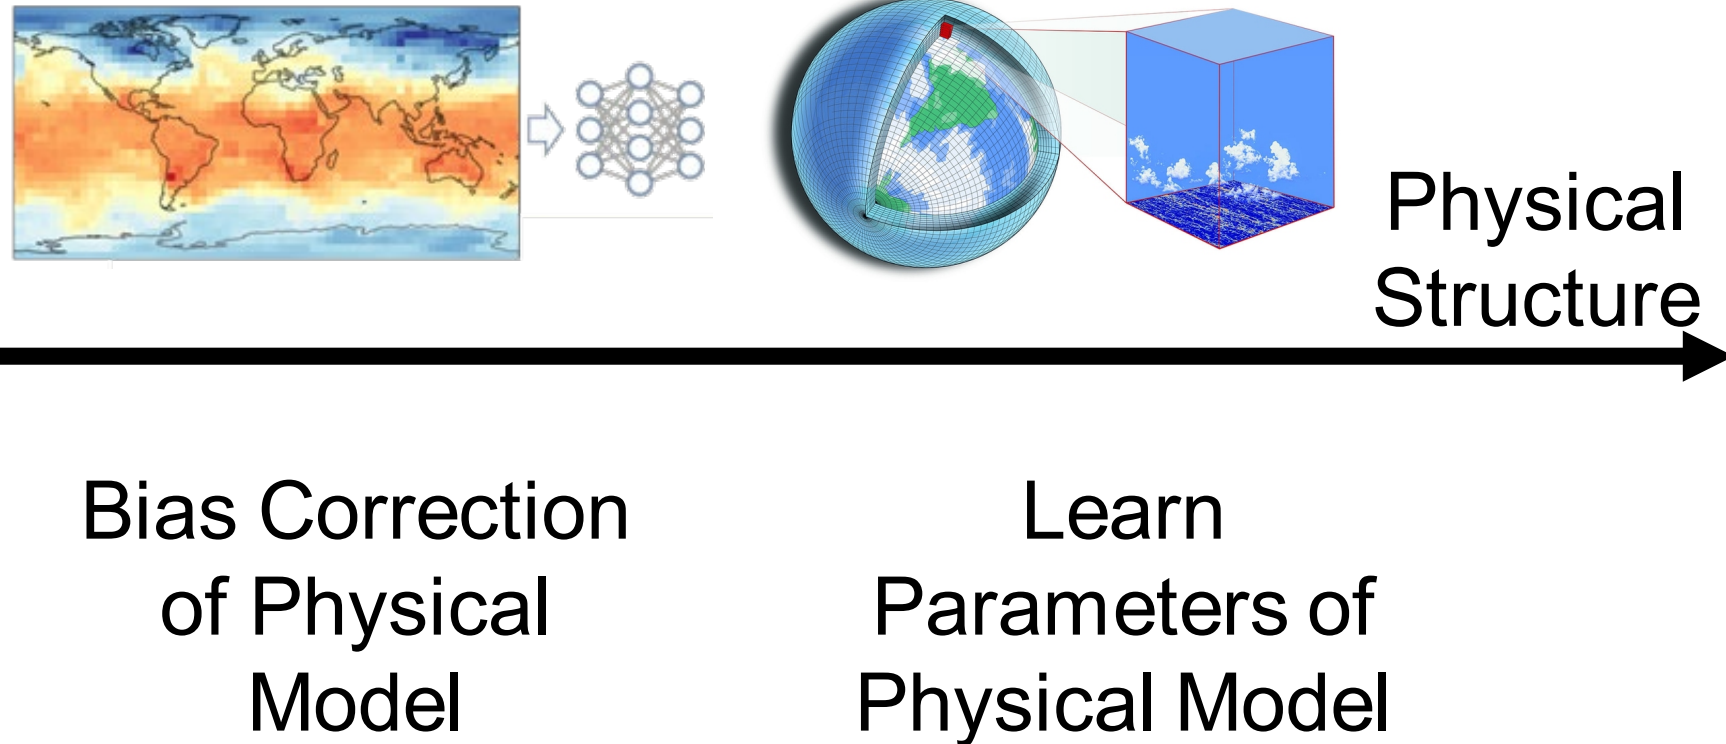 Physical
Structure
Bias Correction
of Physical
Model
Learn
Parameters of
Physical Model